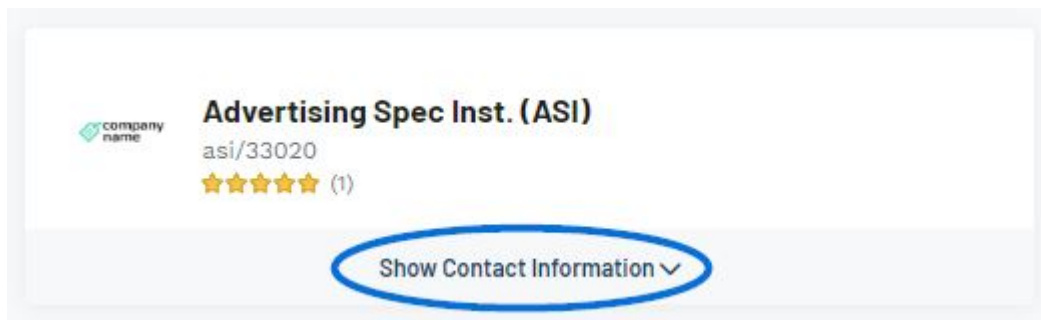 company
name
Advertising Spec Inst. (ASI)
asi/33020
(1)
Show Contact Information